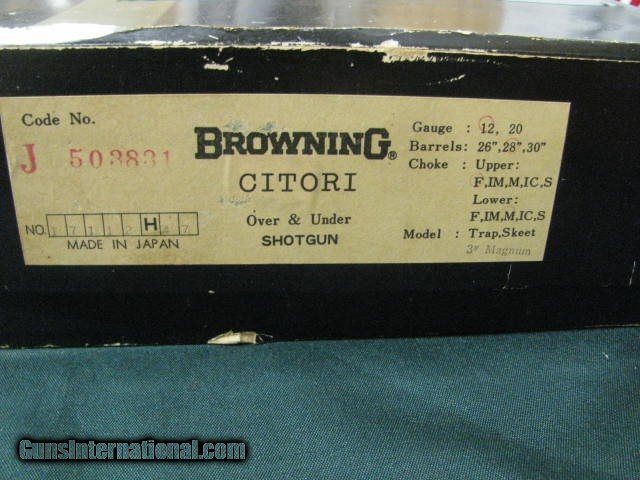 Code No.
J 503831
NO. 1 7 1 1 2 H 4 7
MADE IN JAPAN
BROWNING®
CITORI
Over & Under
SHOTGUN
Gauge : 12, 20
Barrels: 26",28",30"
Choke : Upper:
F,IM,M,IC,S
Lower:
F,IM,M,IC,S
Model : Trap,Skeet
3" Magnum
GunsInternational.com